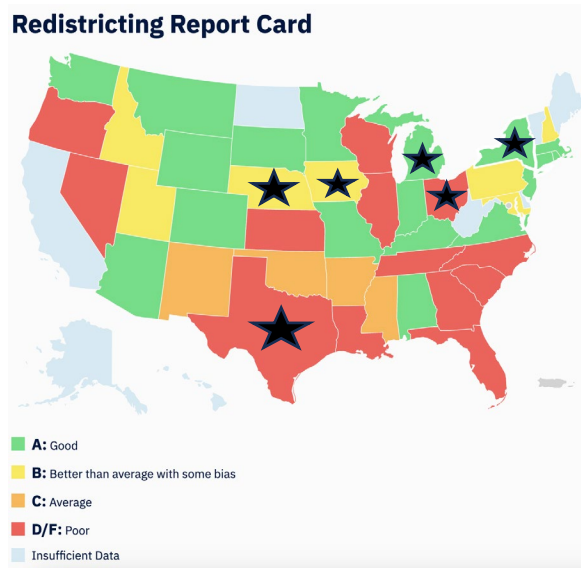 Redistricting Report Card
A: Good
B: Better than average with some bias
C: Average
D/F: Poor
Insufficient Data